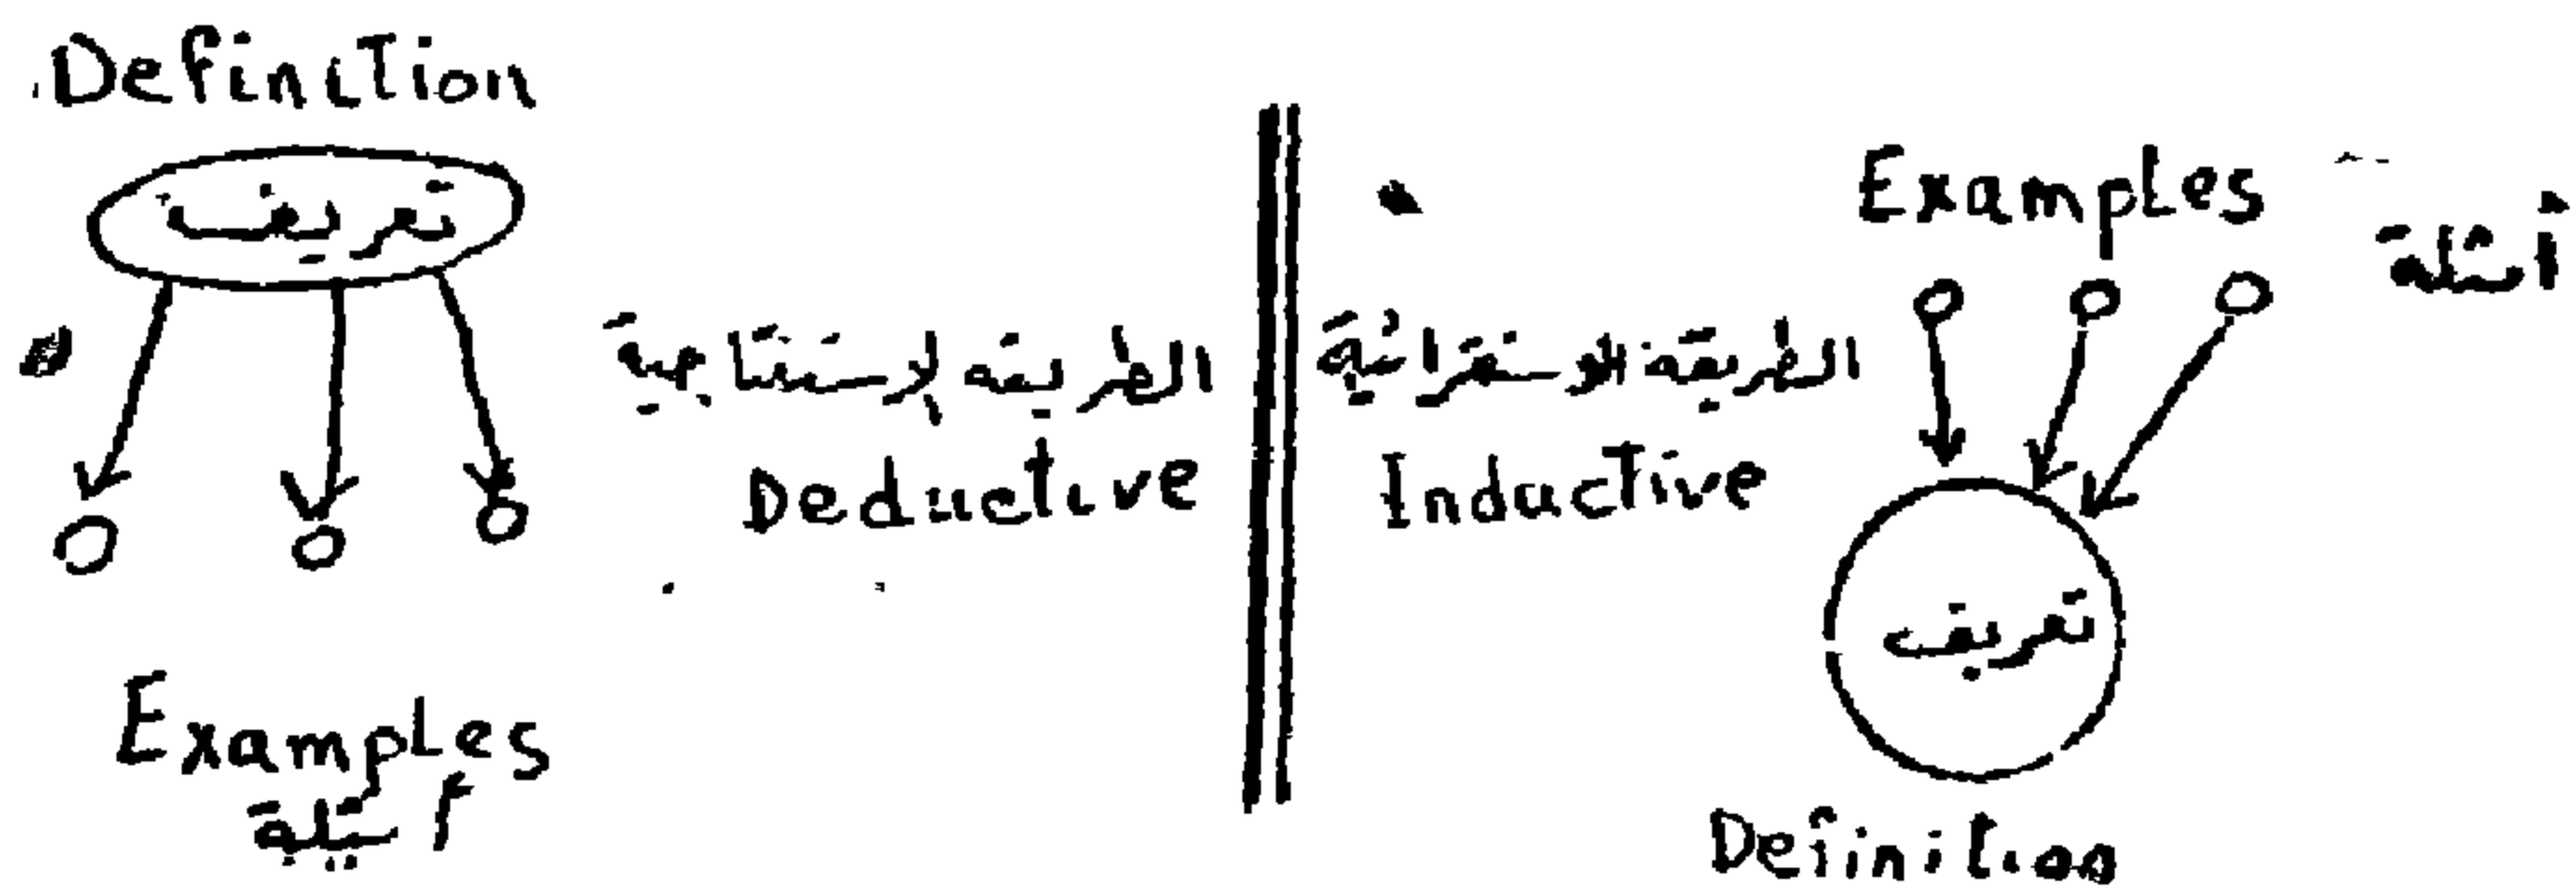 Definition
تعريف
الطريقة الإستنتاجية
Deductive
Examples
أمثلة
Examples
أمثلة
الطريقة الاستقرائية
Inductive
تعريف
Definition